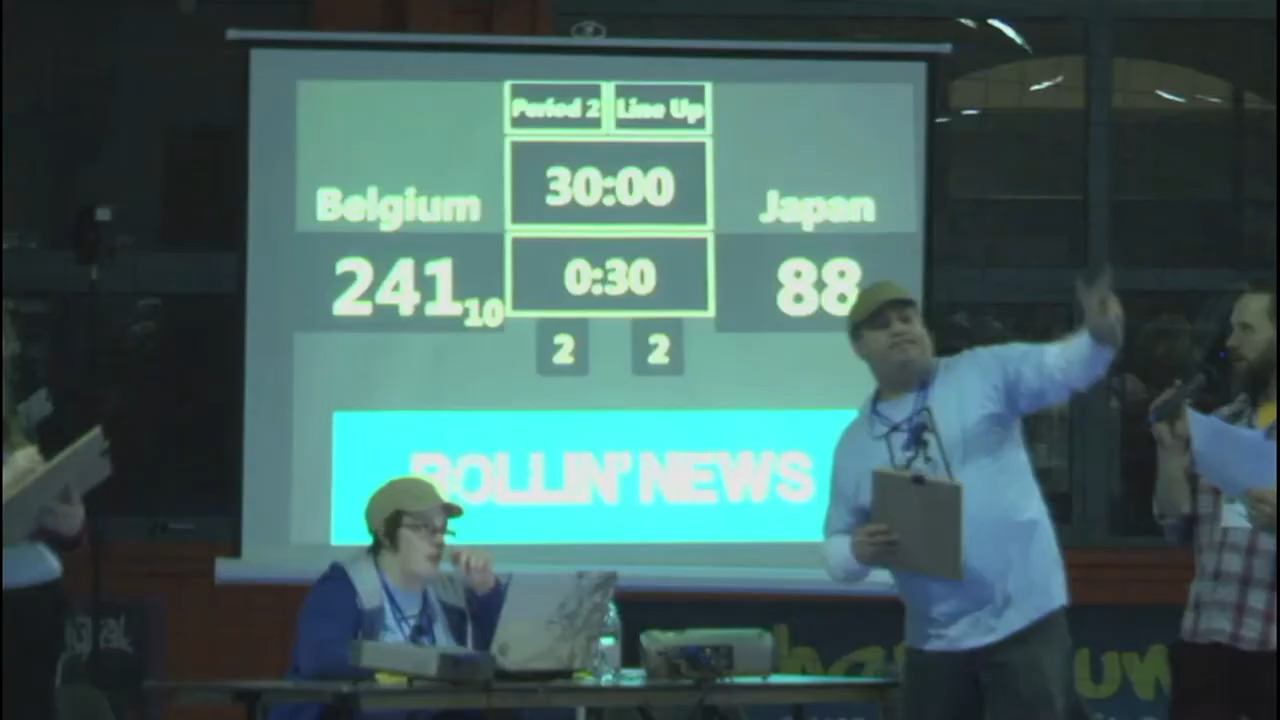 Period 2 Line Up
30:00
Belgium Japan
241 10 0:30 88
2 2
ROLLIN' NEWS